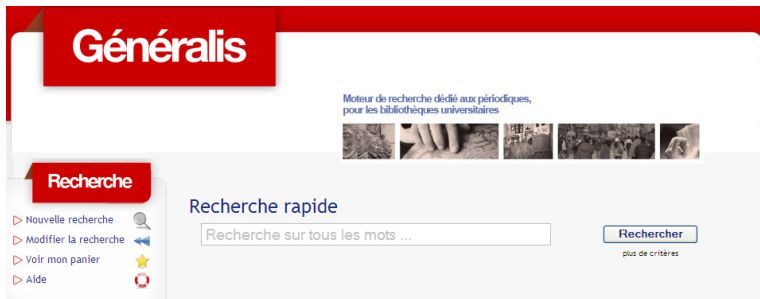 Généralis
Moteur de recherche dédié aux périodiques,
pour les bibliothèques universitaires
Recherche
Nouvelle recherche
Modifier la recherche
Voir mon panier
Aide
Recherche rapide
Recherche sur tous les mots ...
Rechercher
plus de critères